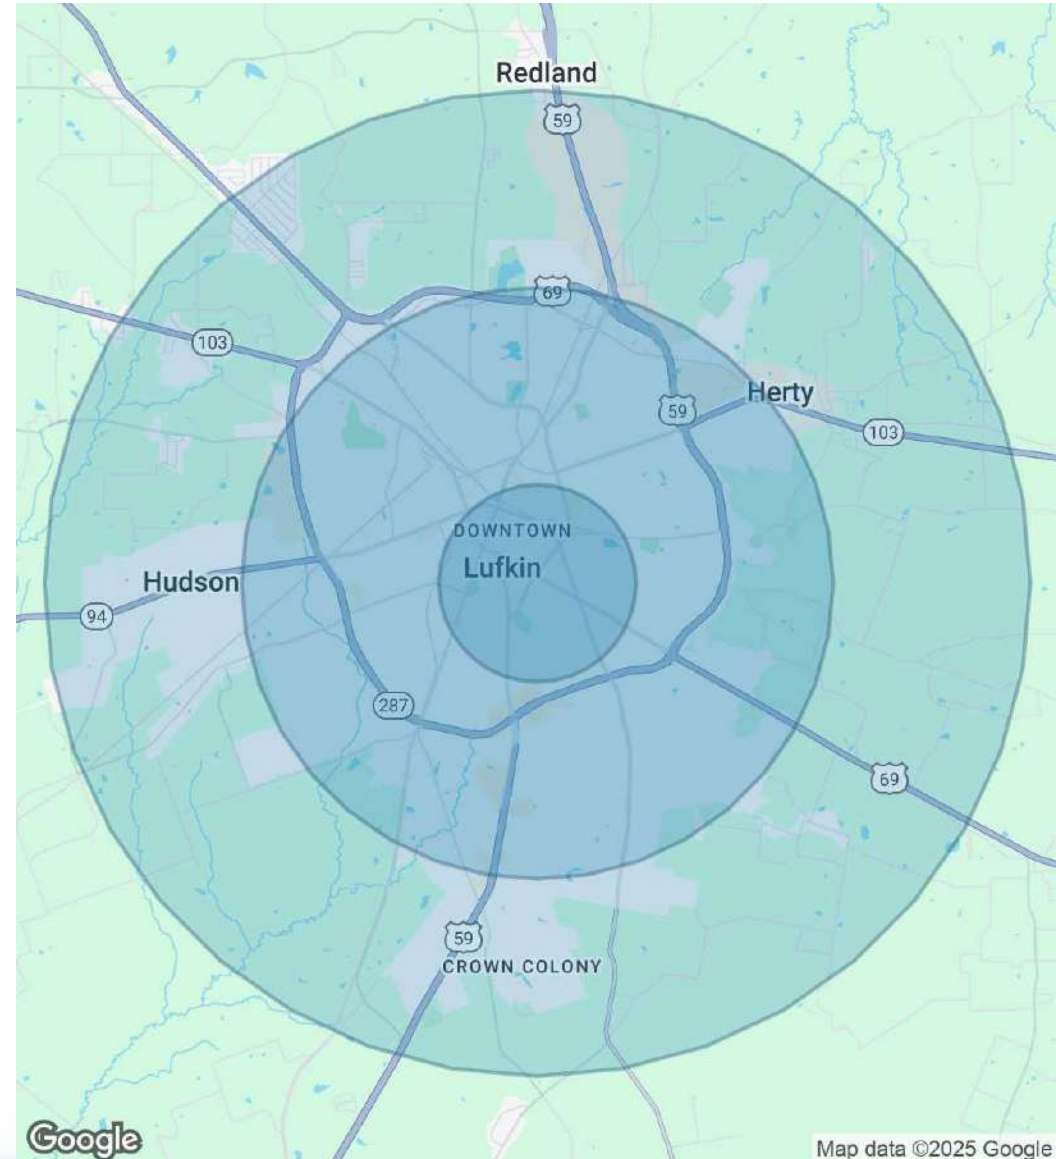 Redland
59
69
103
Herty
59
103
DOWNTOWN
Lufkin
Hudson
94
287
69
59
CROWN COLONY
Google
Map data ©2025 Google